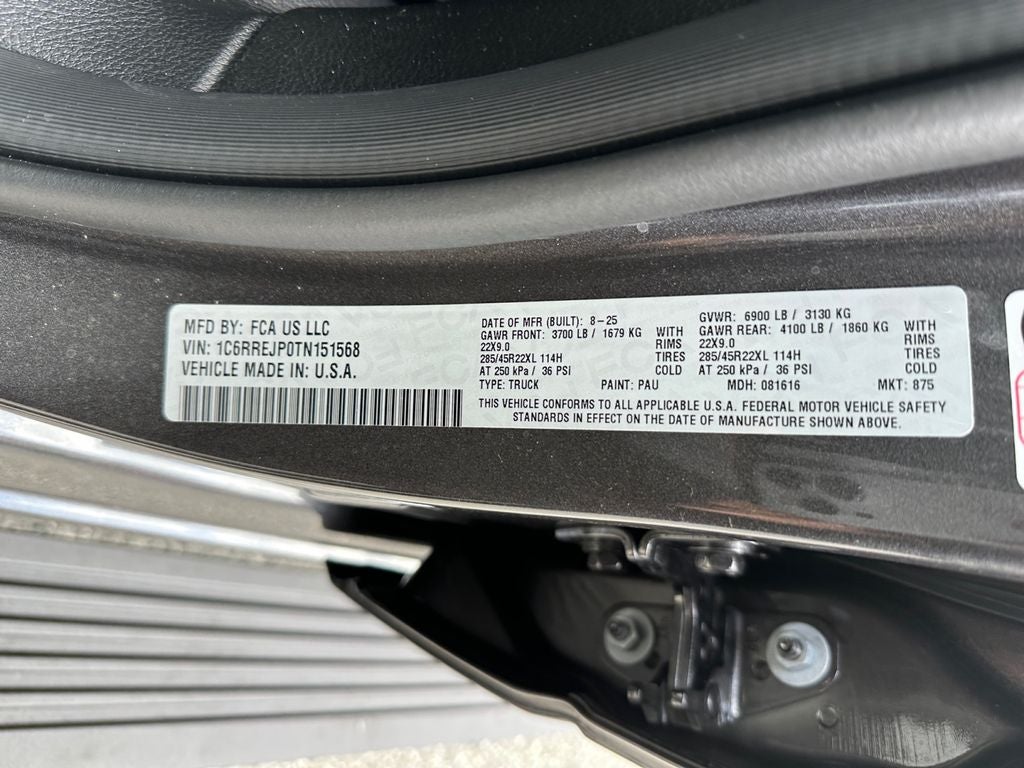 MFD BY: FCA US LLC
VIN: 1C6RREJP0TN151568
VEHICLE MADE IN: U.S.A.
DATE OF MFR (BUILT): 8-25
GAWR FRONT: 3700 LB / 1679 KG WITH
22X9.0 RIMS
285/45R22XL 114H TIRES
AT 250 kPa / 36 PSI COLD
GVWR: 6900 LB / 3130 KG
GAWR REAR: 4100 LB / 1860 KG WITH
22X9.0 RIMS
285/45R22XL 114H TIRES
AT 250 kPa / 36 PSI COLD
TYPE: TRUCK PAINT: PAU MDH: 081616 MKT: 875
THIS VEHICLE CONFORMS TO ALL APPLICABLE U.S.A. FEDERAL MOTOR VEHICLE SAFETY
STANDARDS IN EFFECT ON THE DATE OF MANUFACTURE SHOWN ABOVE.